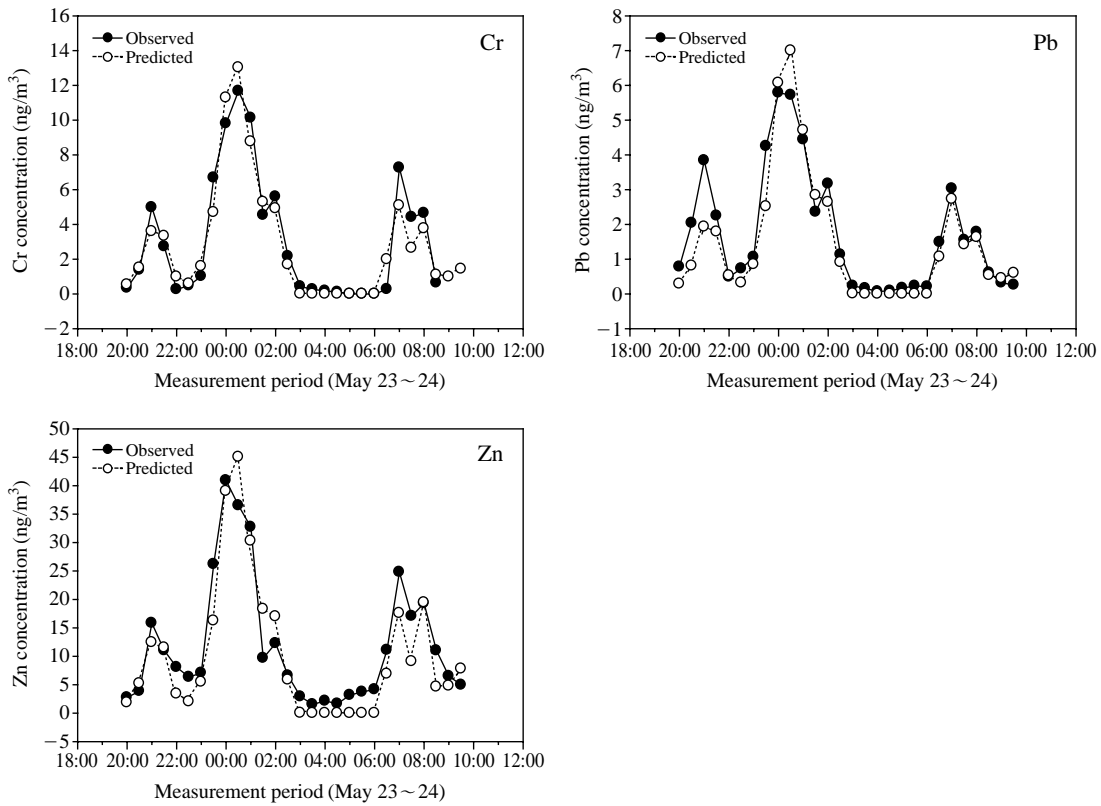 16
14
12
10
8
6
4
2
0
−2
Cr concentration (ng/m³)
Observed
Predicted
Cr
18:00 20:00 22:00 00:00 02:00 04:00 06:00 08:00 10:00 12:00
Measurement period (May 23~24)
8
7
6
5
4
3
2
1
0
−1
Pb concentration (ng/m³)
Observed
Predicted
Pb
18:00 20:00 22:00 00:00 02:00 04:00 06:00 08:00 10:00 12:00
Measurement period (May 23~24)
50
45
40
35
30
25
20
15
10
5
0
−5
Zn concentration (ng/m³)
Observed
Predicted
Zn
18:00 20:00 22:00 00:00 02:00 04:00 06:00 08:00 10:00 12:00
Measurement period (May 23~24)